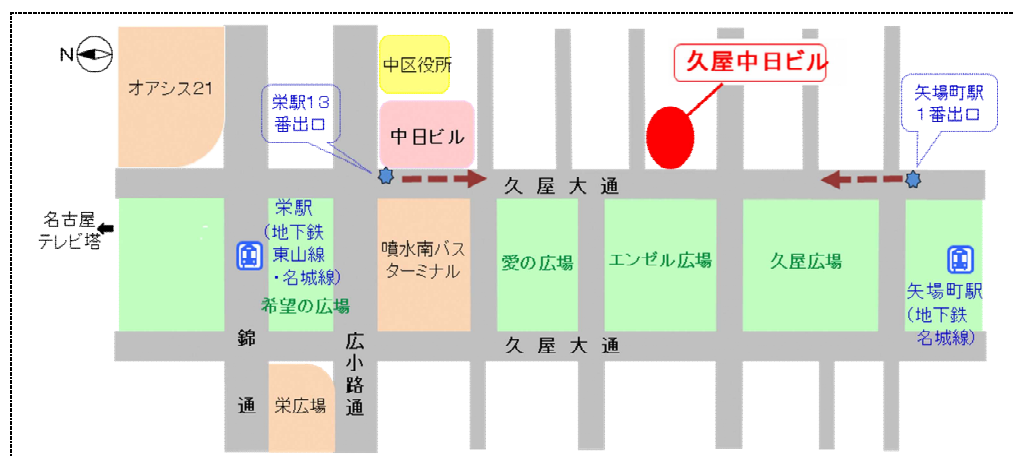 N
オアシス21
中区役所
久屋中日ビル
栄駅13
番出口
中日ビル
矢場町駅
1番出口
久屋大通
名古屋
テレビ塔
栄駅
(地下鉄
東山線
・名城線)
希望の広場
噴水南バス
ターミナル
愛の広場
エンゼル広場
久屋広場
矢場町駅
(地下鉄
名城線)
久屋大通
錦通
広小路通
栄広場